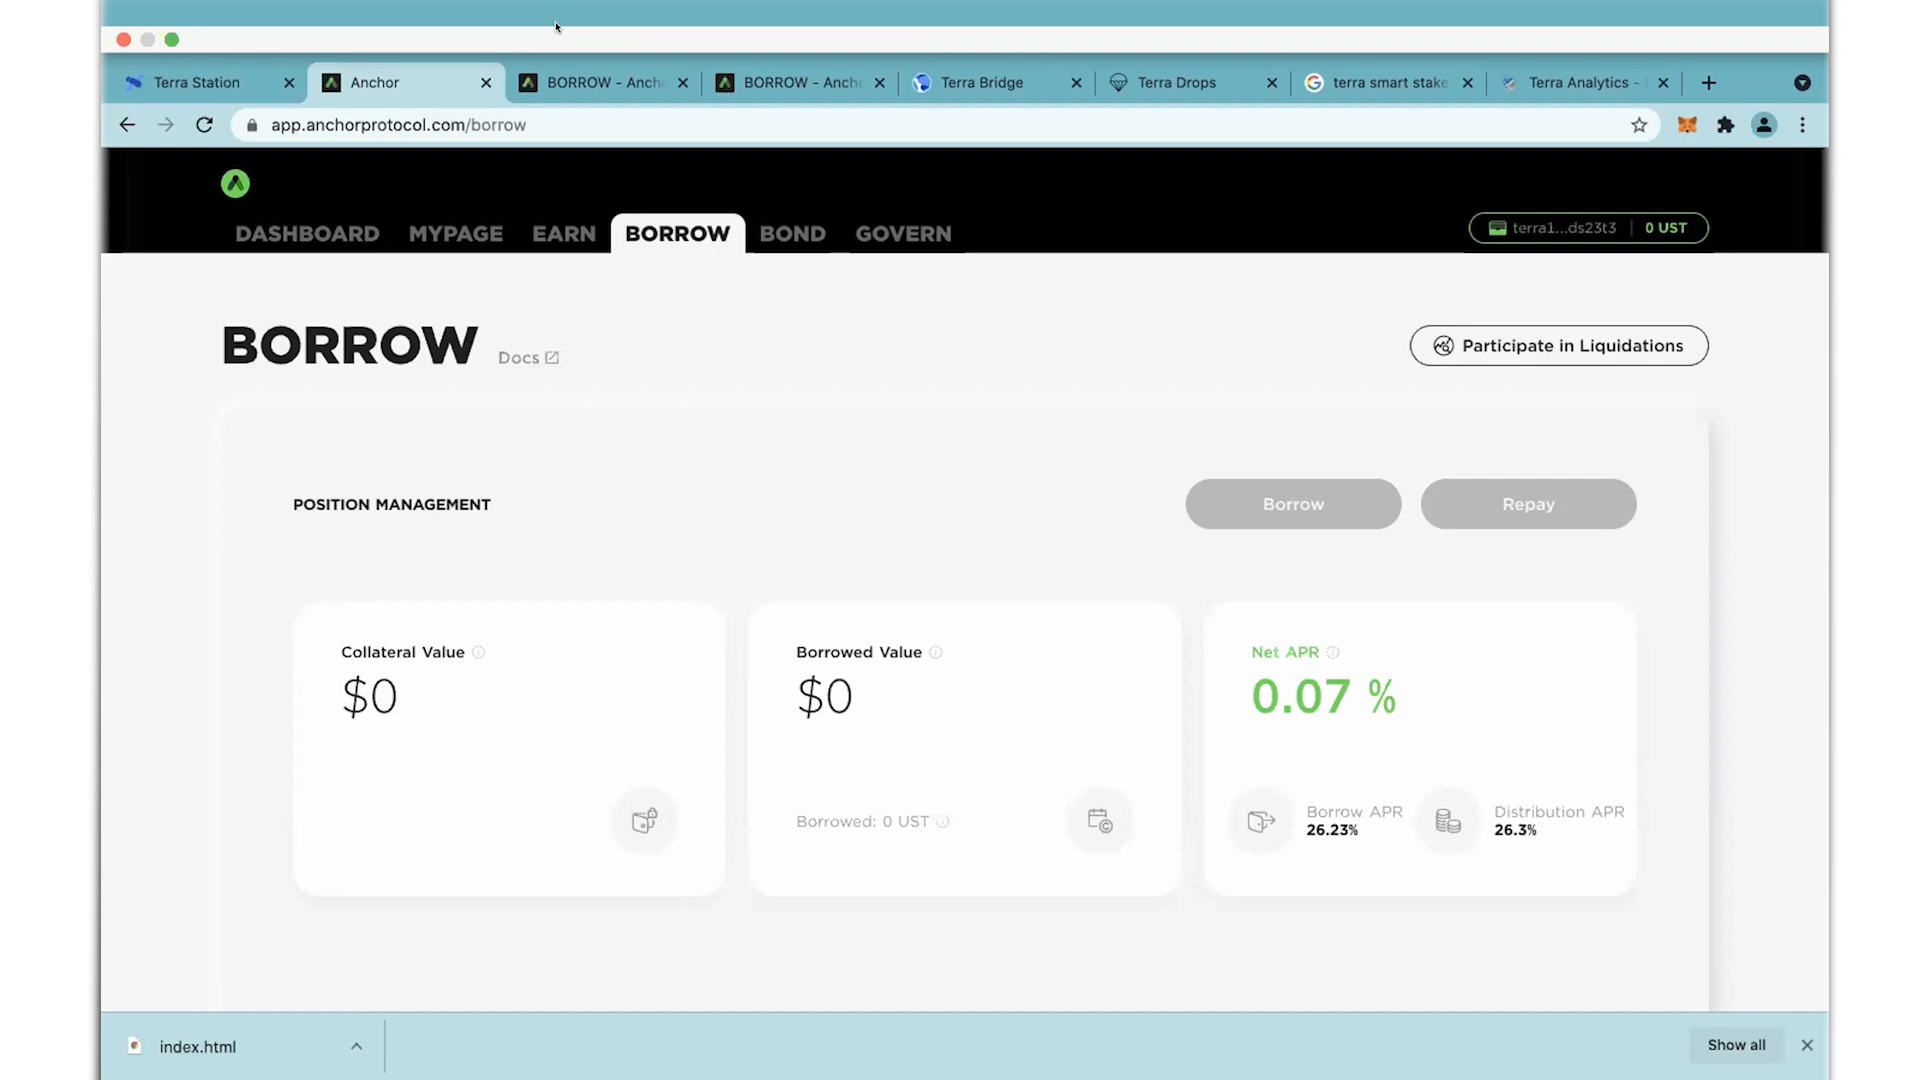 Terra Station
Anchor
BORROW - Anch
BORROW - Anch
Terra Bridge
Terra Drops
terra smart stake
Terra Analytics -
app.anchorprotocol.com/borrow
DASHBOARD
MYPAGE
EARN
BORROW
BOND
GOVERN
terra1...ds23t3
0 UST
BORROW
Docs
Participate in Liquidations
POSITION MANAGEMENT
Borrow
Repay
Collateral Value
$0
Borrowed Value
$0
Borrowed: 0 UST
Net APR
0.07 %
Borrow APR
26.23%
Distribution APR
26.3%
index.html
Show all